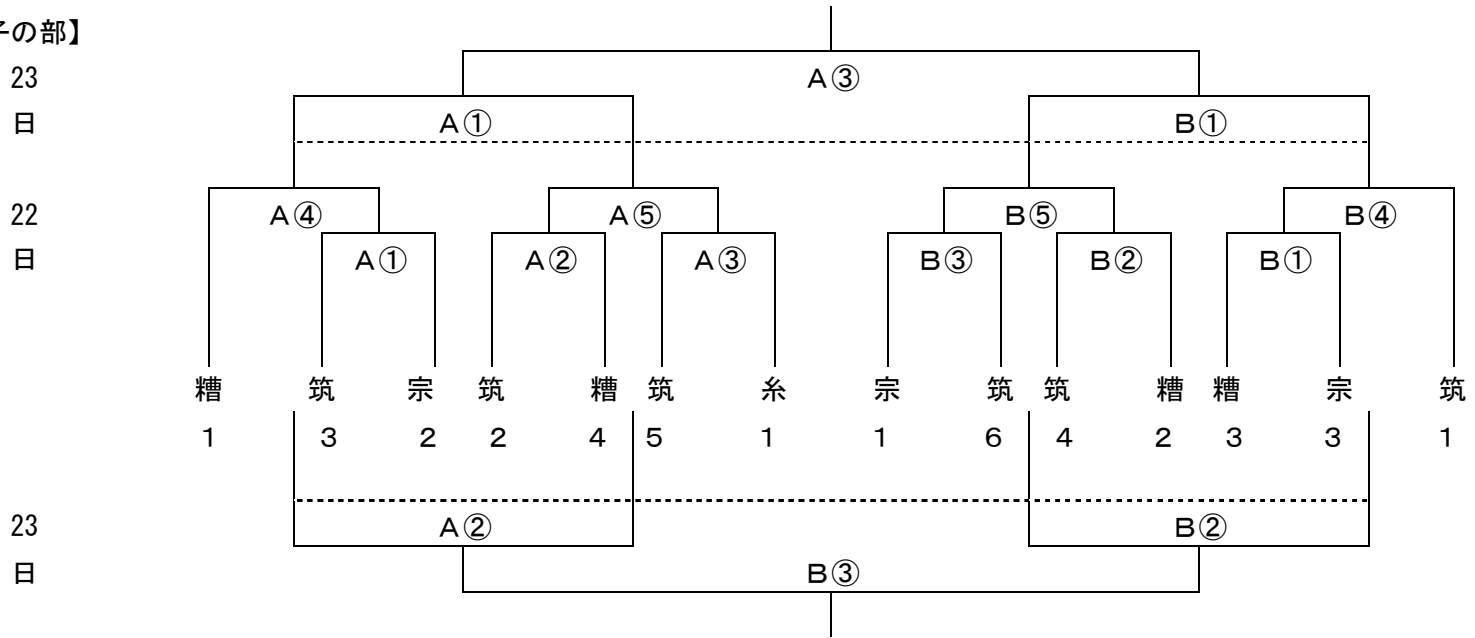 子の部】
23
Ａ③
日
Ａ① Ｂ①
22
Ａ④ Ａ⑤ Ｂ⑤ Ｂ④
日
Ａ① Ａ② Ａ③ Ｂ③ Ｂ② Ｂ①
糟 筑 宗 筑 糟 筑 糸 宗 筑 筑 糟 糟 宗 筑
1 3 2 2 4 5 1 1 6 4 2 3 3 1
23
Ａ② Ｂ②
日
Ｂ③